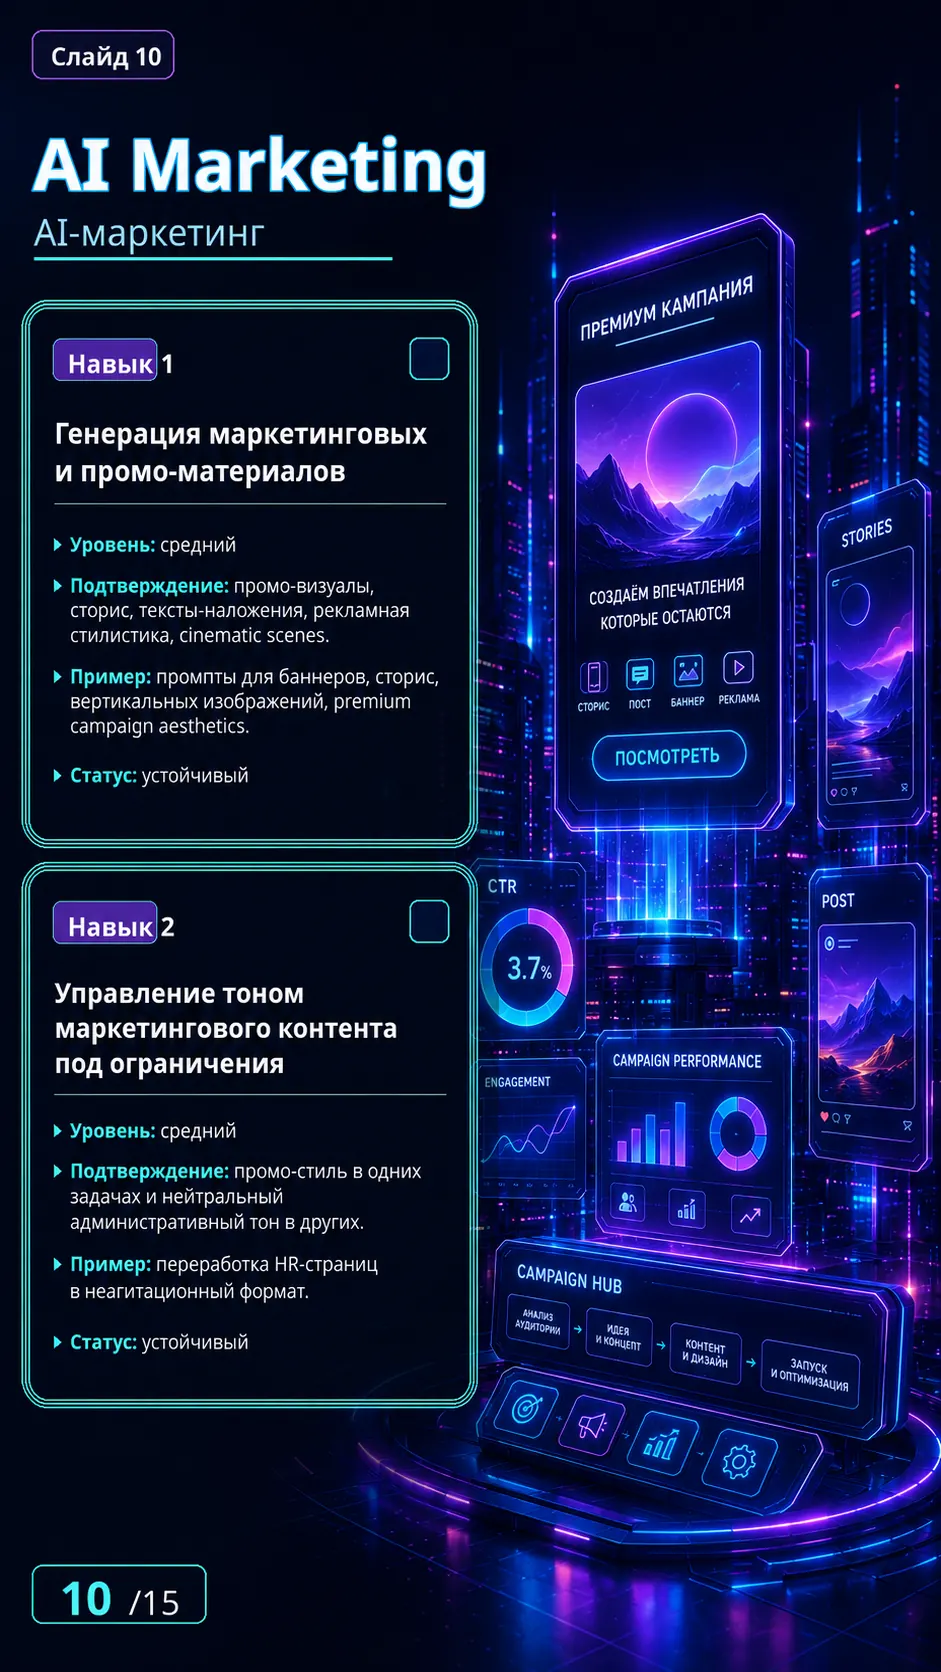 Слайд 10
AI Marketing
AI-маркетинг
Навык 1
Генерация маркетинговых
и промо-материалов
Уровень: средний
Подтверждение: промо-визуалы,
сторис, тексты-наложения, рекламная
стилистика, cinematic scenes.
Пример: промпты для баннеров, сторис,
вертикальных изображений, premium
campaign aesthetics.
Статус: устойчивый
Навык 2
Управление тоном
маркетингового контента
под ограничения
Уровень: средний
Подтверждение: промо-стиль в одних
задачах и нейтральный
административный тон в других.
Пример: переработка HR-страниц
в неагитационный формат.
Статус: устойчивый
10 /15
ПРЕМИУМ КАМПАНИЯ
СОЗДАЁМ ВПЕЧАТЛЕНИЯ
КОТОРЫЕ ОСТАЮТСЯ
СТОРИС ПОСТ БАННЕР РЕКЛАМА
ПОСМОТРЕТЬ
STORIES
CTR
3.7%
POST
ENGAGEMENT
CAMPAIGN PERFORMANCE
CAMPAIGN HUB
АНАЛИЗ
АУДИТОРИИ
ИДЕЯ
И КОНЦЕПТ
КОНТЕНТ
И ДИЗАЙН
ЗАПУСК
И ОПТИМИЗАЦИЯ